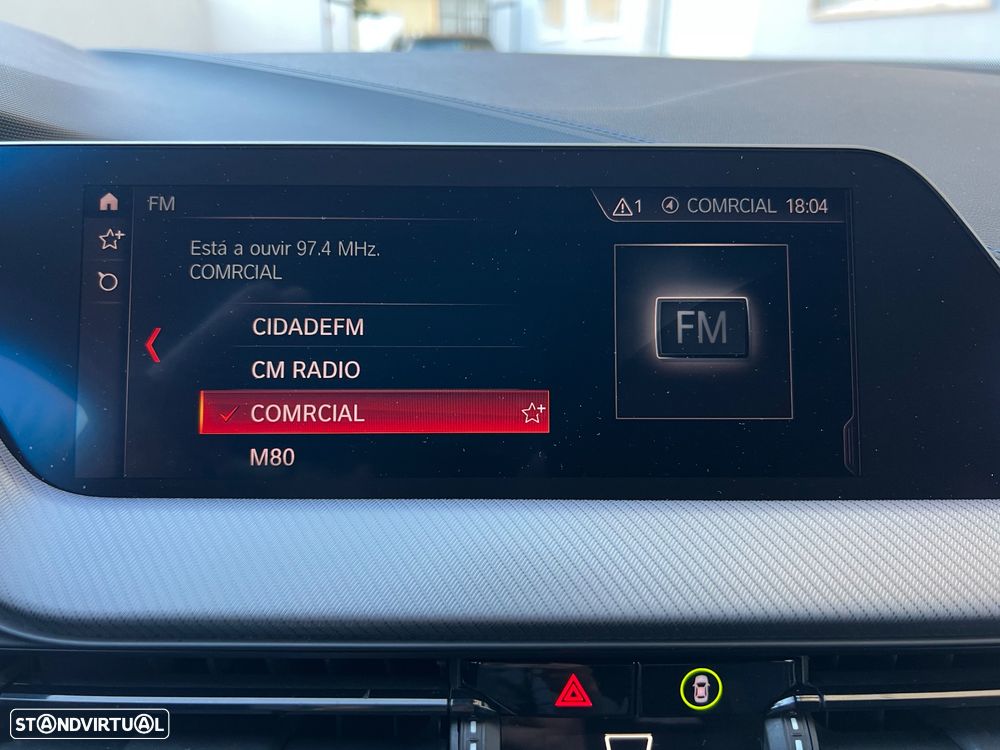 FM
1 COMRCIAL 18:04
Está a ouvir 97.4 MHz.
COMRCIAL
CIDADEFM
CM RADIO
COMRCIAL
M80
FM
STANDVIRTUAL